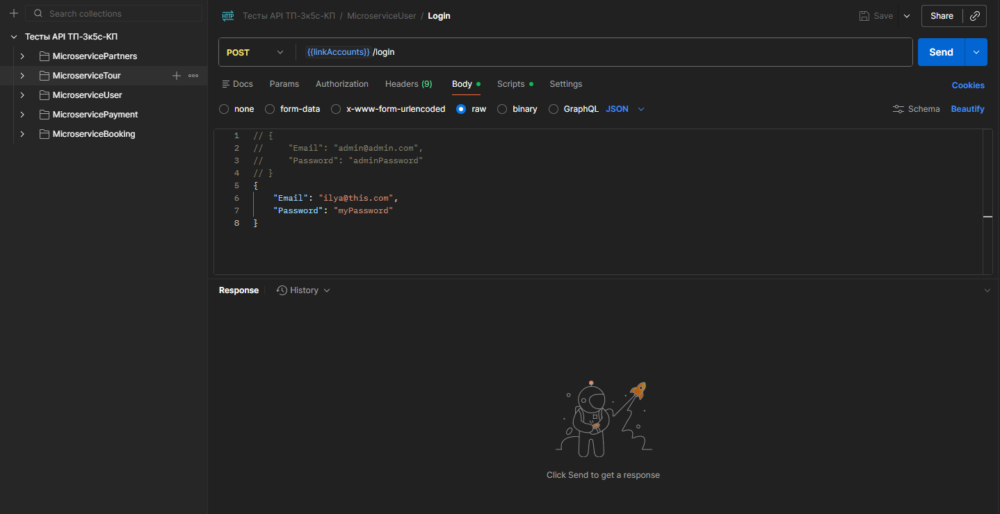 Search collections
Тесты API ТП-3к5с-КП
MicroservicePartners
MicroserviceTour
MicroserviceUser
MicroservicePayment
MicroserviceBooking
HTTP Тесты API ТП-3к5с-КП / MicroserviceUser / Login
Save Share
POST {{linkAccounts}} /login Send
Docs Params Authorization Headers (9) Body Scripts Settings Cookies
none form-data x-www-form-urlencoded raw binary GraphQL JSON Schema Beautify
1 // {
2 //     "Email": "admin@admin.com",
3 //     "Password": "adminPassword"
4 // }
5 {
6     "Email": "ilya@this.com",
7     "Password": "myPassword"
8 }
Response History
Click Send to get a response